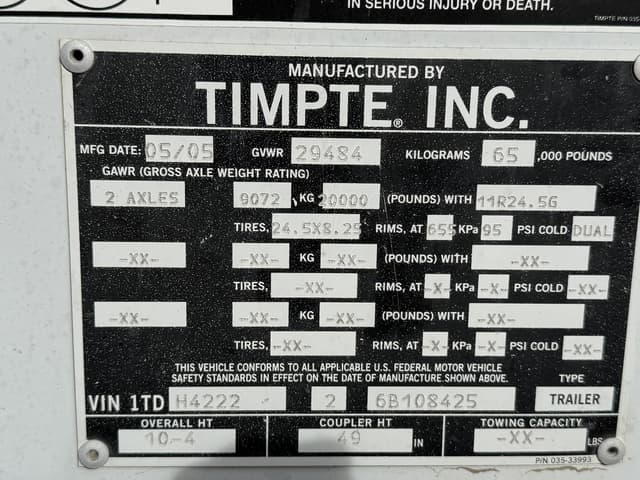 IN SERIOUS INJURY OR DEATH.
TIMPTE P/N 035-
MANUFACTURED BY
TIMPTE® INC.
MFG DATE: 05/05 GVWR 29484 KILOGRAMS 65 ,000 POUNDS
GAWR (GROSS AXLE WEIGHT RATING)
2 AXLES 9072 KG 20000 (POUNDS) WITH 11R24.5G
TIRES, 24.5X8.25 RIMS, AT 655 KPa 95 PSI COLD DUAL
-XX- -XX- KG -XX- (POUNDS) WITH -XX-
TIRES, -XX- RIMS, AT -X- KPa -X- PSI COLD -XX-
-XX- -XX- KG -XX- (POUNDS) WITH -XX-
TIRES, -XX- RIMS, AT -X- KPa -X- PSI COLD -XX-
THIS VEHICLE CONFORMS TO ALL APPLICABLE U.S. FEDERAL MOTOR VEHICLE
SAFETY STANDARDS IN EFFECT ON THE DATE OF MANUFACTURE SHOWN ABOVE. TYPE
VIN 1TD H4222 2 6B108425 TRAILER
OVERALL HT COUPLER HT TOWING CAPACITY
10-4 49 IN -XX- LBS
P/N 035-33993